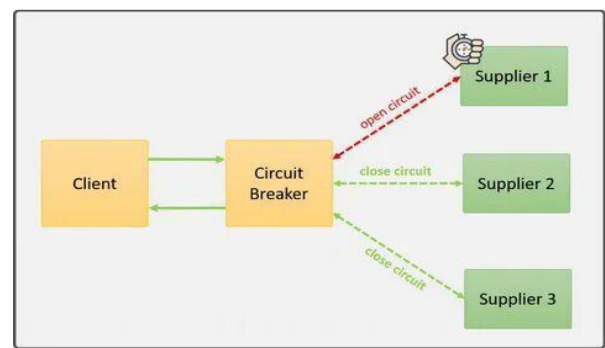 Client
Circuit
Breaker
open circuit
Supplier 1
close circuit
Supplier 2
close circuit
Supplier 3